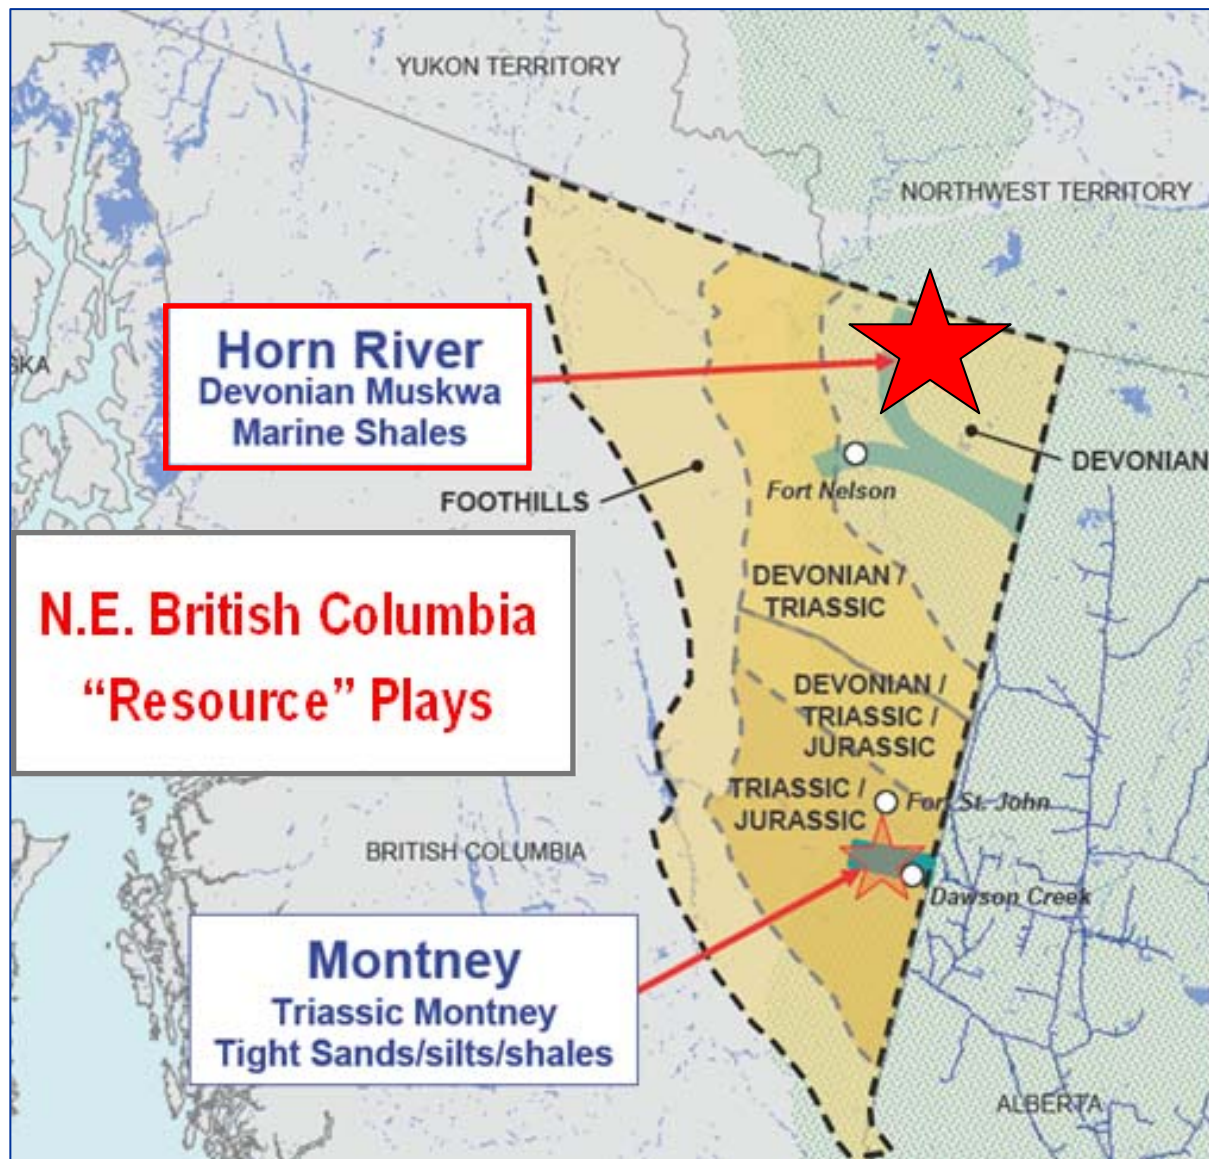 YUKON TERRITORY
NORTHWEST TERRITORY
Horn River
Devonian Muskwa
Marine Shales
SKA
DEVONIAN
Fort Nelson
FOOTHILLS
N.E. British Columbia
“Resource” Plays
DEVONIAN /
TRIASSIC
DEVONIAN /
TRIASSIC /
JURASSIC
TRIASSIC /
JURASSIC
Fort St. John
BRITISH COLUMBIA
Dawson Creek
Montney
Triassic Montney
Tight Sands/silts/shales
ALBERTA